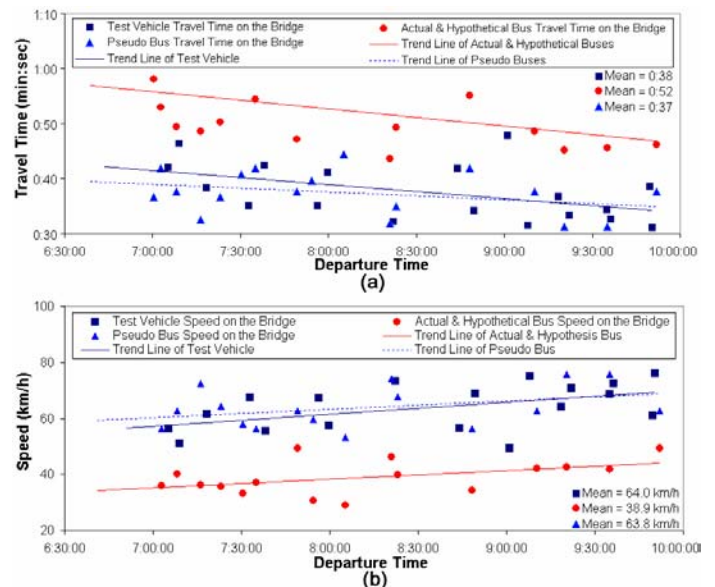 1:10
Test Vehicle Travel Time on the Bridge
Actual & Hypothetical Bus Travel Time on the Bridge
Pseudo Bus Travel Time on the Bridge
Trend Line of Actual & Hypothetical Buses
Trend Line of Test Vehicle
Trend Line of Pseudo Buses
1:00
Mean = 0:38
Mean = 0:52
Mean = 0:37
0:50
0:40
0:30
Travel Time (min:sec)
6:30:00 7:00:00 7:30:00 8:00:00 8:30:00 9:00:00 9:30:00 10:00:00
Departure Time
(a)
100
Test Vehicle Speed on the Bridge
Actual & Hypothetical Bus Speed on the Bridge
Pseudo Bus Speed on the Bridge
Trend Line of Actual & Hypothesis Bus
Trend Line of Test Vehicle
Trend Line of Pseudo Bus
80
60
40
20
Speed (km/h)
Mean = 64.0 km/h
Mean = 38.9 km/h
Mean = 63.8 km/h
6:30:00 7:00:00 7:30:00 8:00:00 8:30:00 9:00:00 9:30:00 10:00:00
Departure Time
(b)